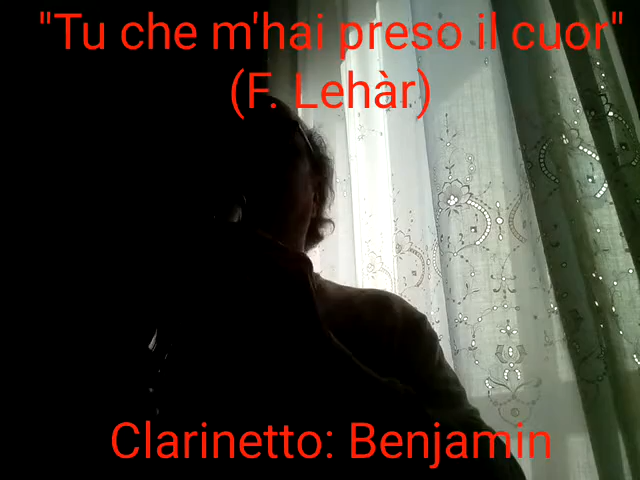 "Tu che m'hai preso il cuor"
(F. Lehàr)
Clarinetto: Benjamin